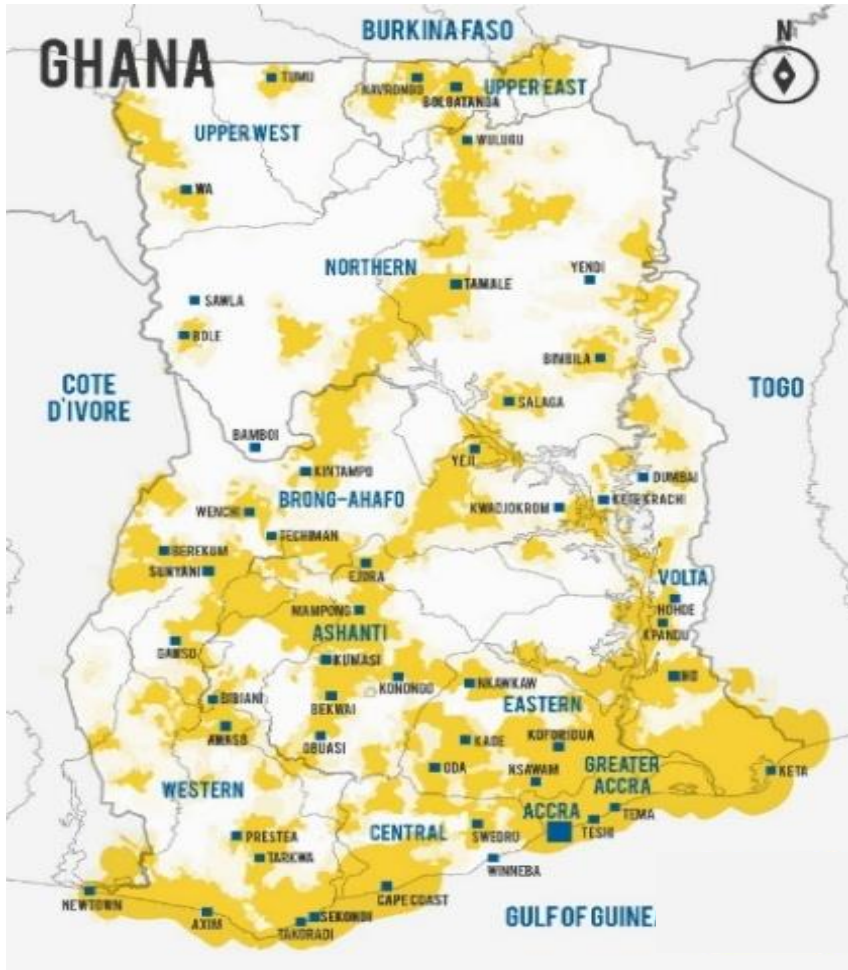 BURKINA FASO
GHANA
N
TUMU
NAVRONGO
UPPER EAST
BOLGATANGA
UPPER WEST
WULUGU
WA
NORTHERN
YENDI
TAMALE
SAWLA
BOLE
BIMBILA
COTE
D'IVORE
TOGO
SALAGA
BAMBOI
YEJI
KINTAMPO
DUMBAI
BRONG-AHAFO
KETE KRACHI
WENCHI
KWADJOKROM
TECHIMAN
BEREKUM
EJURA
SUNYANI
VOLTA
HOHOE
MAMPONG
ASHANTI
KPANDU
GAWSO
KUMASI
HO
KONONGO
NKAWKAW
BIBIANI
BEKWAI
EASTERN
AWASO
KOFORIDUA
OBUASI
KADE
ODA
NSAWAM
GREATER
ACCRA
KETA
WESTERN
ACCRA
TEMA
CENTRAL
SWEDRU
TESHI
PRESTEA
TARKWA
WINNEBA
CAPE COAST
NEWTOWN
AXIM
SEKONDI
TAKORADI
GULF OF GUINE